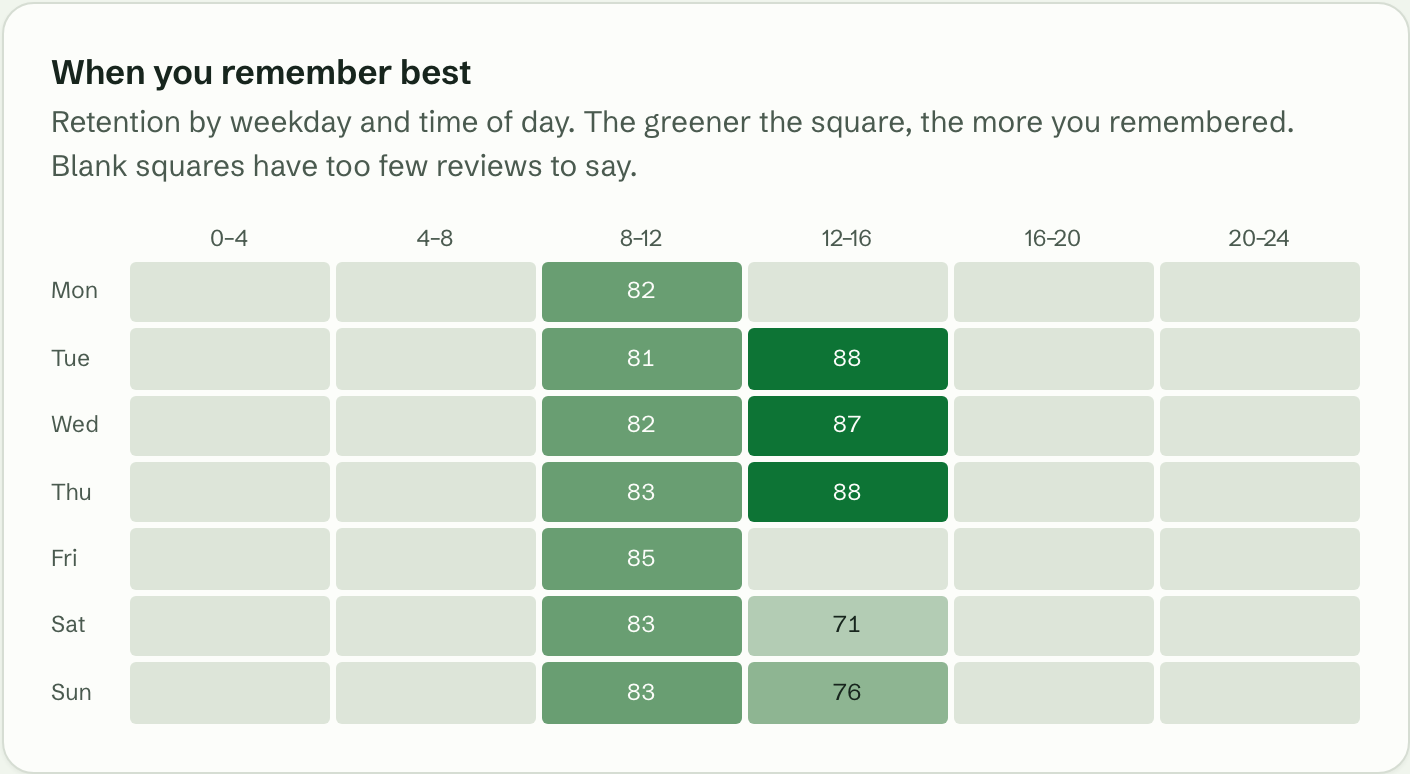 When you remember best
Retention by weekday and time of day. The greener the square, the more you remembered.
Blank squares have too few reviews to say.
0–4 4–8 8–12 12–16 16–20 20–24
Mon 82
Tue 81 88
Wed 82 87
Thu 83 88
Fri 85
Sat 83 71
Sun 83 76